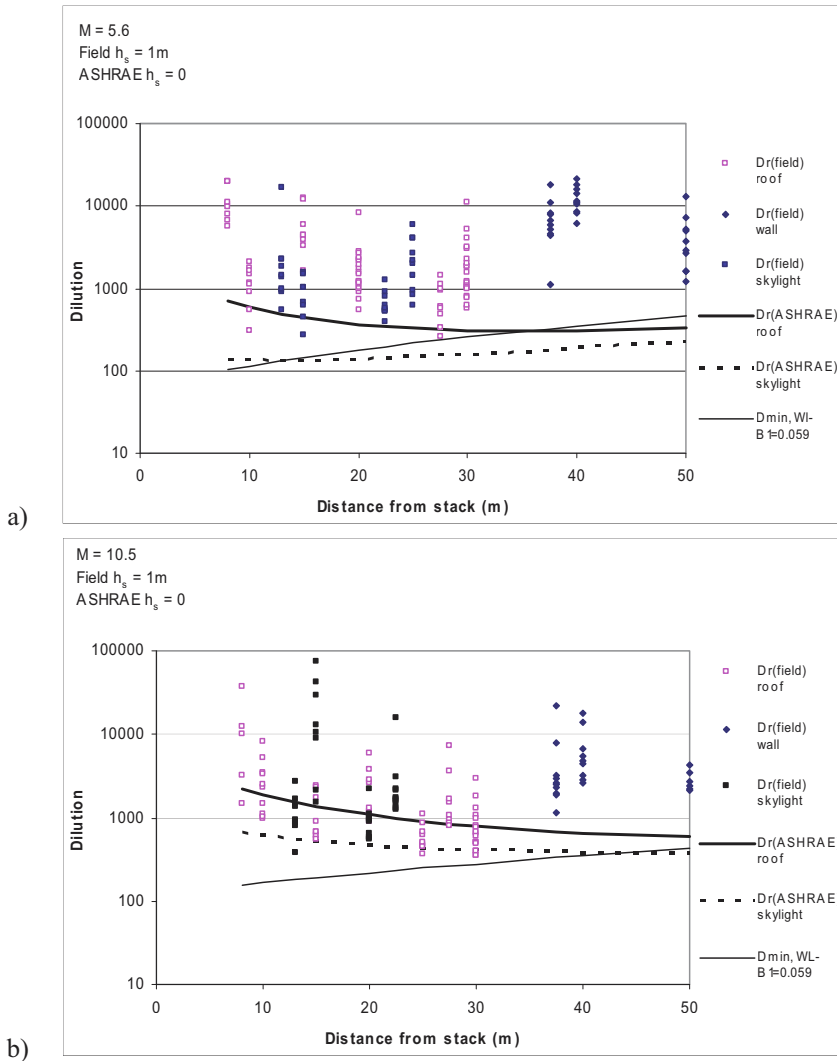 M = 5.6
Field hs = 1m
ASHRAE hs = 0
100000
10000
1000
100
10
Dilution
0 10 20 30 40 50
Distance from stack (m)
Dr(field)
roof
Dr(field)
wall
Dr(field)
skylight
Dr(ASHRAE)
roof
Dr(ASHRAE)
skylight
Dmin, WI-
B1=0.059
a)
M = 10.5
Field hs = 1m
ASHRAE hs = 0
100000
10000
1000
100
10
Dilution
0 10 20 30 40 50
Distance from stack (m)
Dr(field)
roof
Dr(field)
wall
Dr(field)
skylight
Dr(ASHRAE
roof
Dr(ASHRAE
skylight
Dmin, WL-
B1=0.059
b)